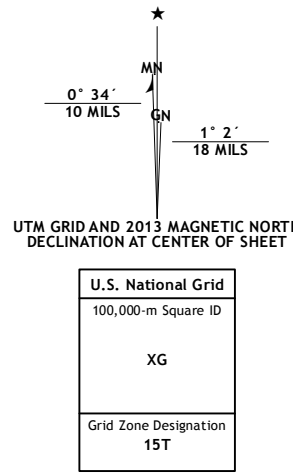 ★
MN
0° 34´
10 MILS
GN
1° 2´
18 MILS
UTM GRID AND 2013 MAGNETIC NORTH
DECLINATION AT CENTER OF SHEET
U.S. National Grid
100,000-m Square ID
XG
Grid Zone Designation
15T